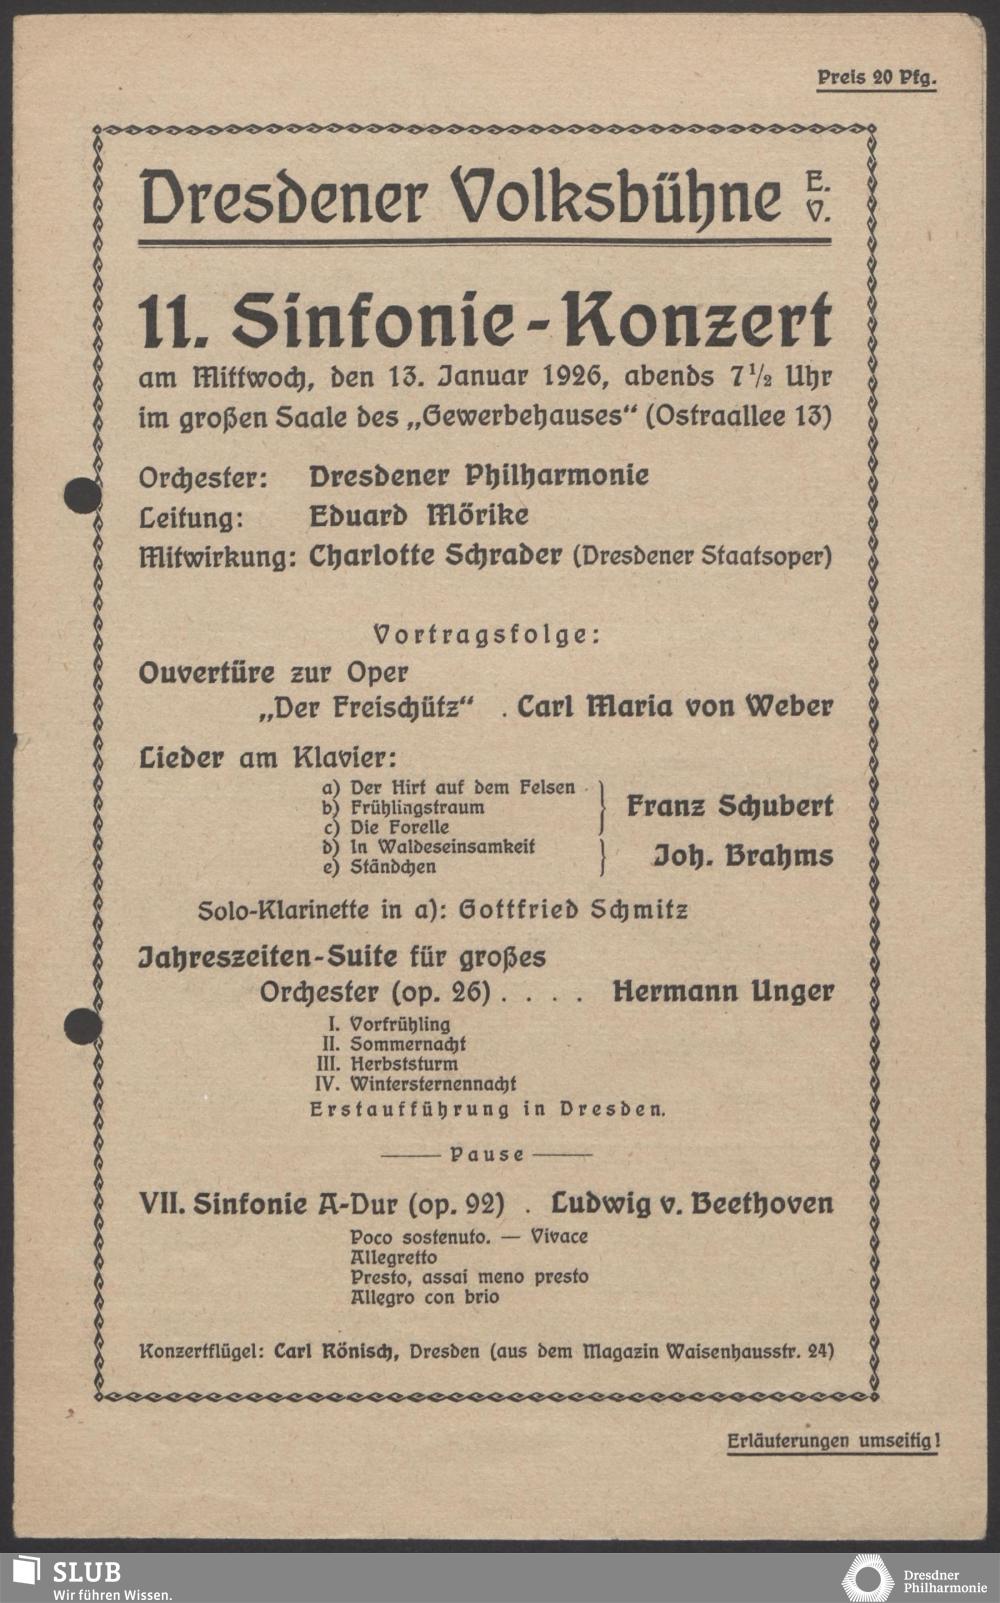 Preis 20 Pfg.
Dresdener Volksbühne E. V.
11. Sinfonie-Konzert
am Mittwoch, den 13. Januar 1926, abends 7 1/2 Uhr
im großen Saale des „Gewerbehauses“ (Ostraallee 13)
Orchester: Dresdener Philharmonie
Leitung: Eduard Mörike
Mitwirkung: Charlotte Schrader (Dresdener Staatsoper)
Vortragsfolge:
Ouvertüre zur Oper
„Der Freischütz“ . Carl Maria von Weber
Lieder am Klavier:
a) Der Hirt auf dem Felsen
b) Frühlingstraum
c) Die Forelle
Franz Schubert
d) In Waldeseinsamkeit
e) Ständchen
Joh. Brahms
Solo-Klarinette in a): Gottfried Schmitz
Jahreszeiten-Suite für großes
Orchester (op. 26) . . . . Hermann Unger
I. Vorfrühling
II. Sommernacht
III. Herbststurm
IV. Wintersternennacht
Erstaufführung in Dresden.
Pause
VII. Sinfonie A-Dur (op. 92) . Ludwig v. Beethoven
Poco sostenuto. — Vivace
Allegretto
Presto, assai meno presto
Allegro con brio
Konzertflügel: Carl Rönisch, Dresden (aus dem Magazin Waisenhausstr. 24)
Erläuterungen umseitig!
SLUB
Wir führen Wissen.
Dresdner
Philharmonie